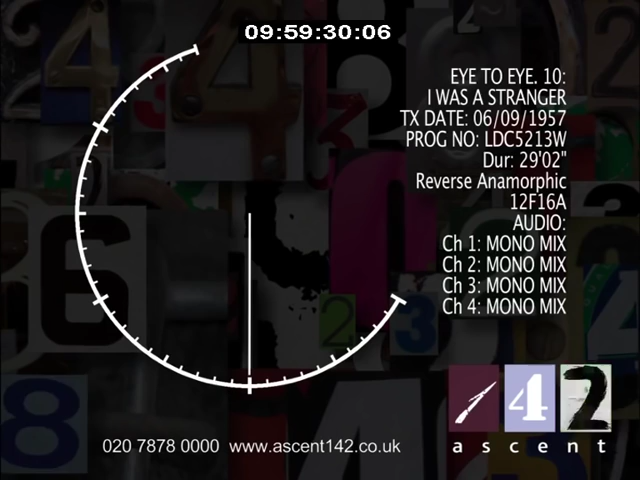 09:59:30:06
EYE TO EYE. 10:
I WAS A STRANGER
TX DATE: 06/09/1957
PROG NO: LDC5213W
Dur: 29'02"
Reverse Anamorphic
12F16A
AUDIO:
Ch 1: MONO MIX
Ch 2: MONO MIX
Ch 3: MONO MIX
Ch 4: MONO MIX
142
ascent
020 7878 0000 www.ascent142.co.uk